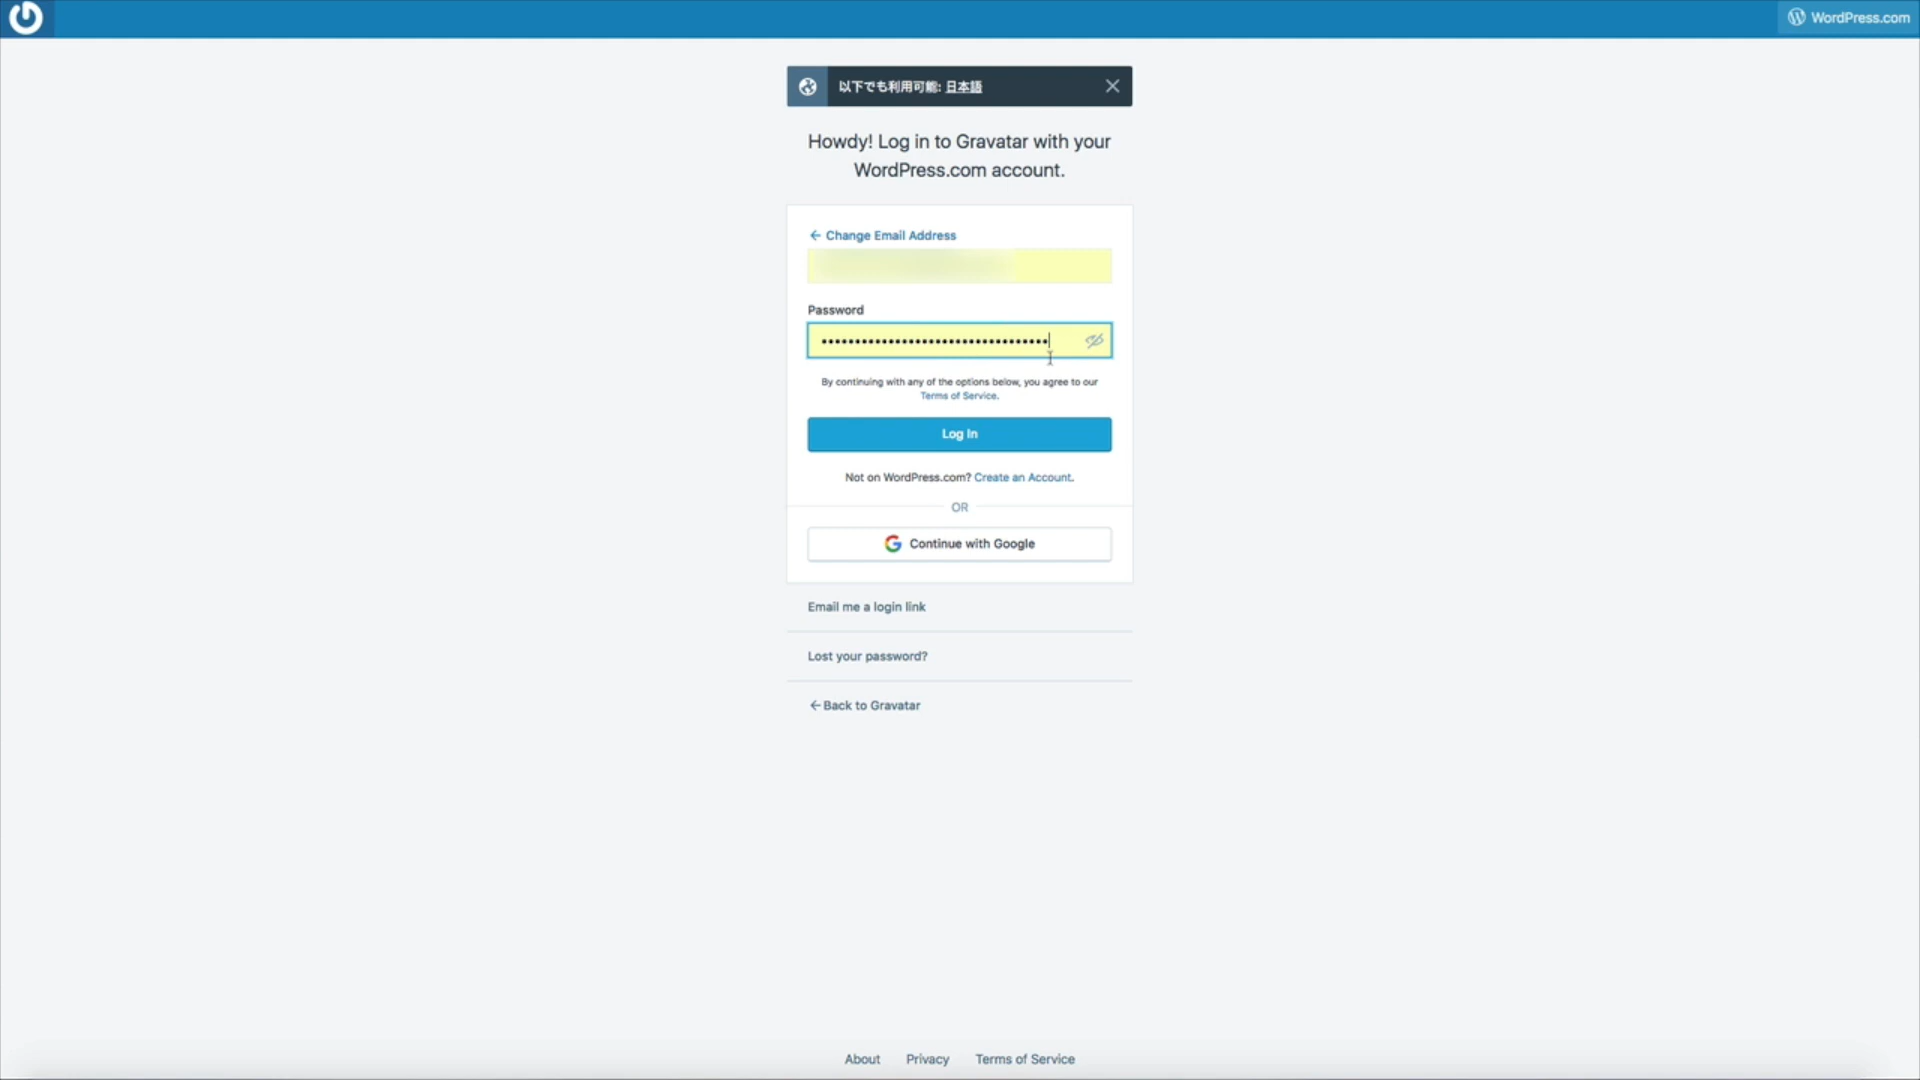 WordPress.com
以下でも利用可能: 日本語
Howdy! Log in to Gravatar with your
WordPress.com account.
← Change Email Address
Password
By continuing with any of the options below, you agree to our
Terms of Service.
Log In
Not on WordPress.com? Create an Account.
OR
Continue with Google
Email me a login link
Lost your password?
← Back to Gravatar
About Privacy Terms of Service